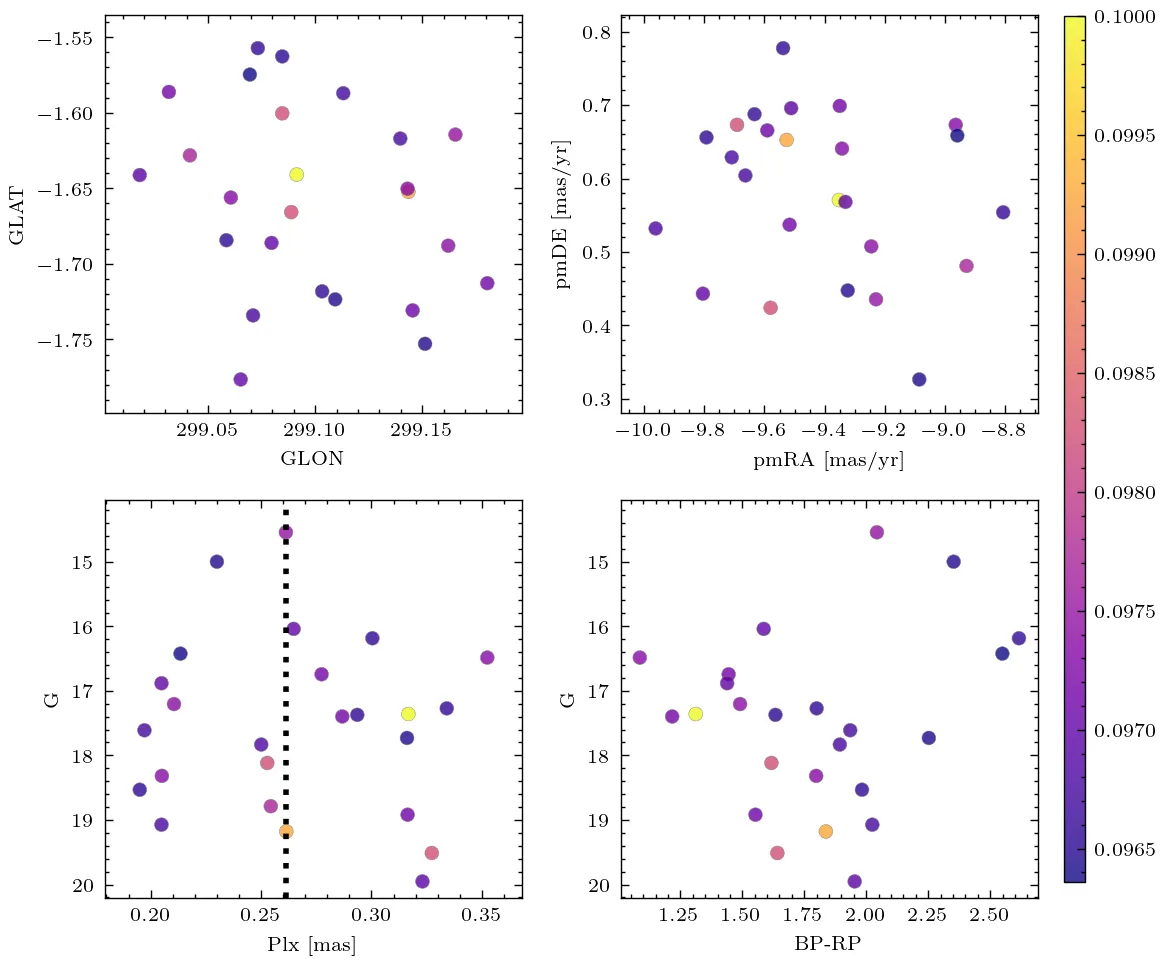 −1.55
−1.60
−1.65
−1.70
−1.75
GLAT
299.05 299.10 299.15
GLON
0.8
0.7
0.6
0.5
0.4
0.3
pmDE [mas/yr]
−10.0 −9.8 −9.6 −9.4 −9.2 −9.0 −8.8
pmRA [mas/yr]
15
16
17
18
19
20
G
0.20 0.25 0.30 0.35
Plx [mas]
15
16
17
18
19
20
G
1.25 1.50 1.75 2.00 2.25 2.50
BP-RP
0.1000
0.0995
0.0990
0.0985
0.0980
0.0975
0.0970
0.0965